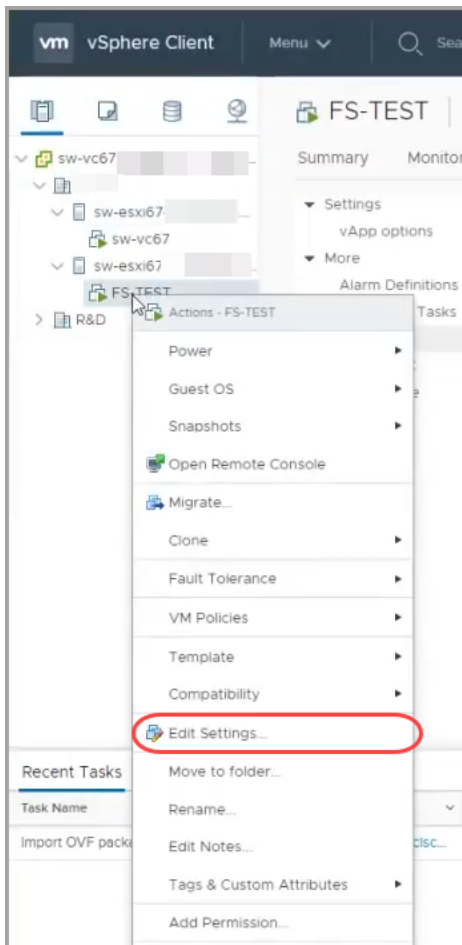 vm vSphere Client Menu Sea
FS-TEST
Summary Monitor
sw-vc67
Settings
sw-esxi67
vApp options
sw-vc67
More
sw-esxi67
Alarm Definitions
FS-TEST
Tasks
R&D
Actions - FS-TEST
Power
Guest OS
Snapshots
Open Remote Console
Migrate...
Clone
Fault Tolerance
VM Policies
Template
Compatibility
Edit Settings...
Move to folder...
Recent Tasks
Task Name
Rename...
Import OVF packa
Edit Notes...
cisc...
Tags & Custom Attributes
Add Permission...